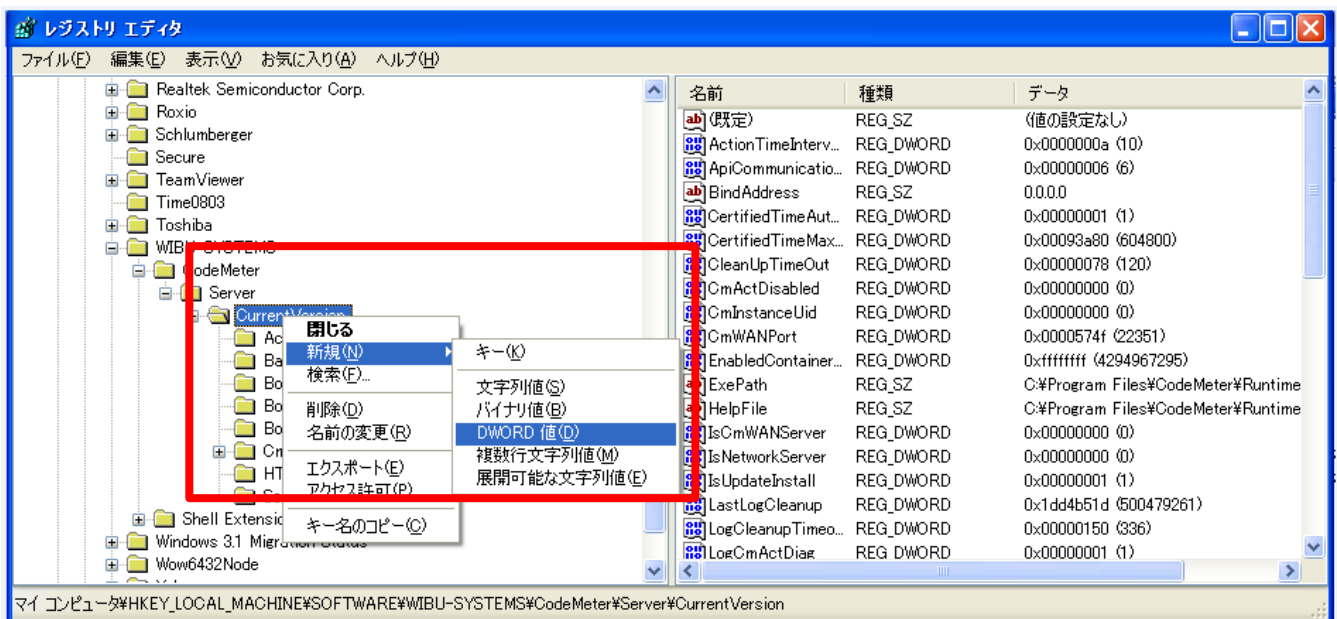 レジストリ エディタ
ファイル(F) 編集(E) 表示(V) お気に入り(A) ヘルプ(H)
Realtek Semiconductor Corp.
Roxio
Schlumberger
Secure
TeamViewer
Time0803
Toshiba
WIBU-SYSTEMS
CodeMeter
Server
CurrentVersion
Ac
Ba
Bo
Bo
Bo
Cm
HT
Shell Extensio
Windows 3.1 Migration Status
Wow6432Node
閉じる
新規(N)
検索(F)...
削除(D)
名前の変更(R)
エクスポート(E)
アクセス許可(P)
キー名のコピー(C)
キー(K)
文字列値(S)
バイナリ値(B)
DWORD 値(D)
複数行文字列値(M)
展開可能な文字列値(E)
名前 種類 データ
(既定) REG_SZ (値の設定なし)
ActionTimeInterv... REG_DWORD 0x0000000a (10)
ApiCommunicatio... REG_DWORD 0x00000006 (6)
BindAddress REG_SZ 0.0.0.0
CertifiedTimeAut... REG_DWORD 0x00000001 (1)
CertifiedTimeMax... REG_DWORD 0x00093a80 (604800)
CleanUpTimeOut REG_DWORD 0x00000078 (120)
CmActDisabled REG_DWORD 0x00000000 (0)
CmInstanceUid REG_DWORD 0x00000000 (0)
CmWANPort REG_DWORD 0x0000574f (22351)
EnabledContainer... REG_DWORD 0xffffffff (4294967295)
ExePath REG_SZ C:¥Program Files¥CodeMeter¥Runtime
HelpFile REG_SZ C:¥Program Files¥CodeMeter¥Runtime
IsCmWANServer REG_DWORD 0x00000000 (0)
IsNetworkServer REG_DWORD 0x00000000 (0)
IsUpdateInstall REG_DWORD 0x00000001 (1)
LastLogCleanup REG_DWORD 0x1dd4b51d (500479261)
LogCleanupTimeo... REG_DWORD 0x00000150 (336)
LogCmActDiag REG_DWORD 0x00000001 (1)
マイ コンピュータ¥HKEY_LOCAL_MACHINE¥SOFTWARE¥WIBU-SYSTEMS¥CodeMeter¥Server¥CurrentVersion